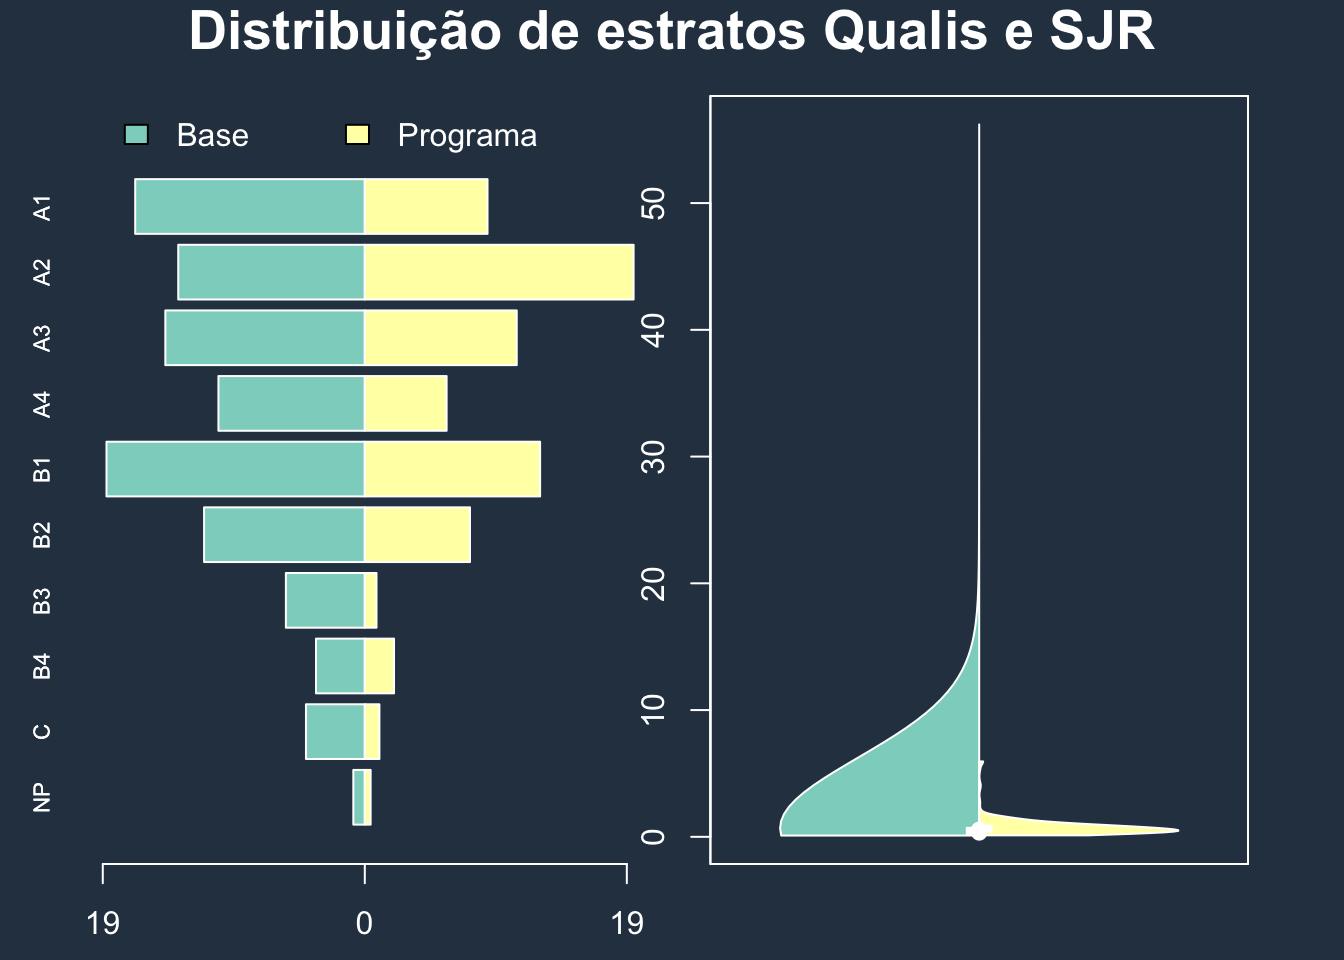 Distribuição de estratos Qualis e SJR
Base Programa
A1
A2
A3
A4
B1
B2
B3
B4
C
NP
19 0 19
50
40
30
20
10
0